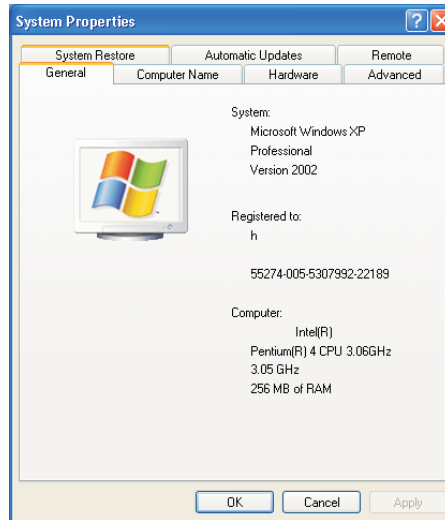 System Properties
System Restore Automatic Updates Remote
General Computer Name Hardware Advanced
System:
Microsoft Windows XP
Professional
Version 2002
Registered to:
h
55274-005-5307992-22189
Computer:
Intel(R)
Pentium(R) 4 CPU 3.06GHz
3.05 GHz
256 MB of RAM
OK Cancel Apply